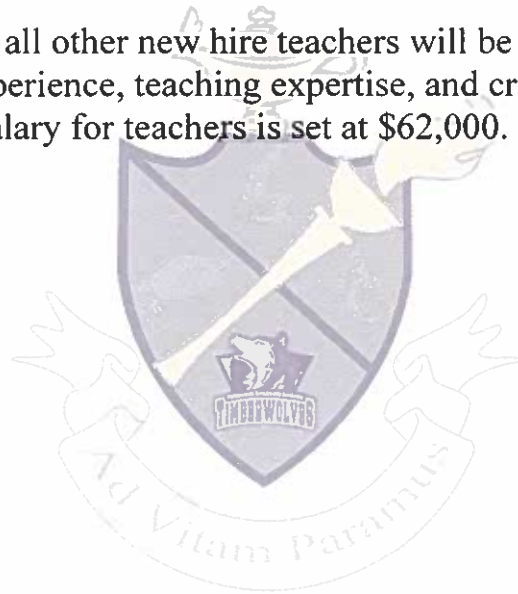 all other new hire teachers will be
perience, teaching expertise, and cr
alary for teachers is set at $62,000.
TIMBERWOLVES
Ad Vitam Paramus